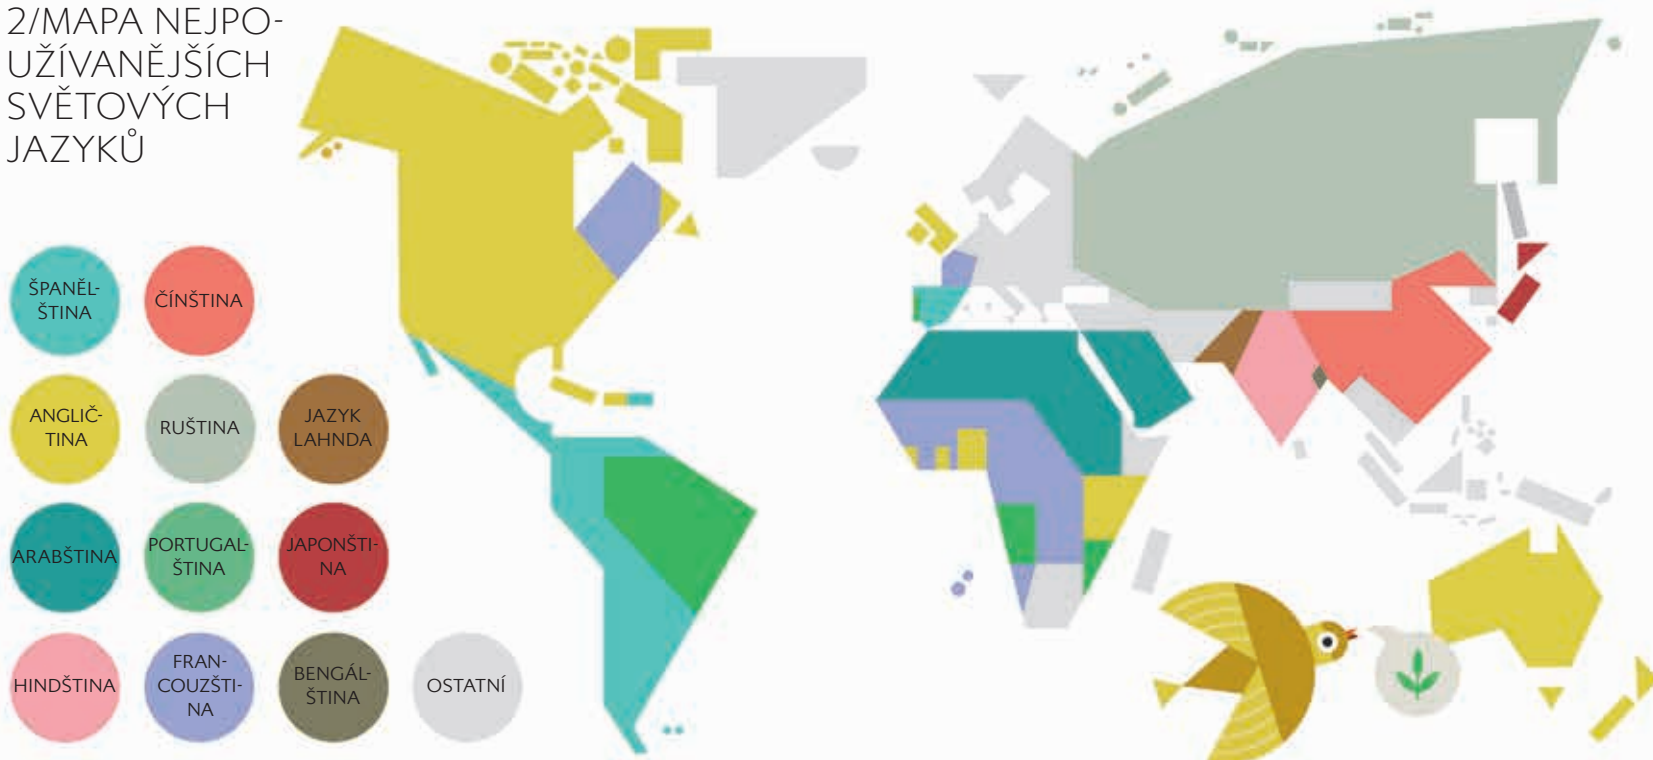 2/MAPA NEJPO-
UŽÍVANĚJŠÍCH
SVĚTOVÝCH
JAZYKŮ
ŠPANĚL-
ŠTINA
ČÍNŠTINA
ANGLIČ-
TINA
RUŠTINA
JAZYK
LAHNDA
ARABŠTINA
PORTUGAL-
ŠTINA
JAPONŠTI-
NA
HINDŠTINA
FRAN-
COUZŠTI-
NA
BENGÁL-
ŠTINA
OSTATNÍ